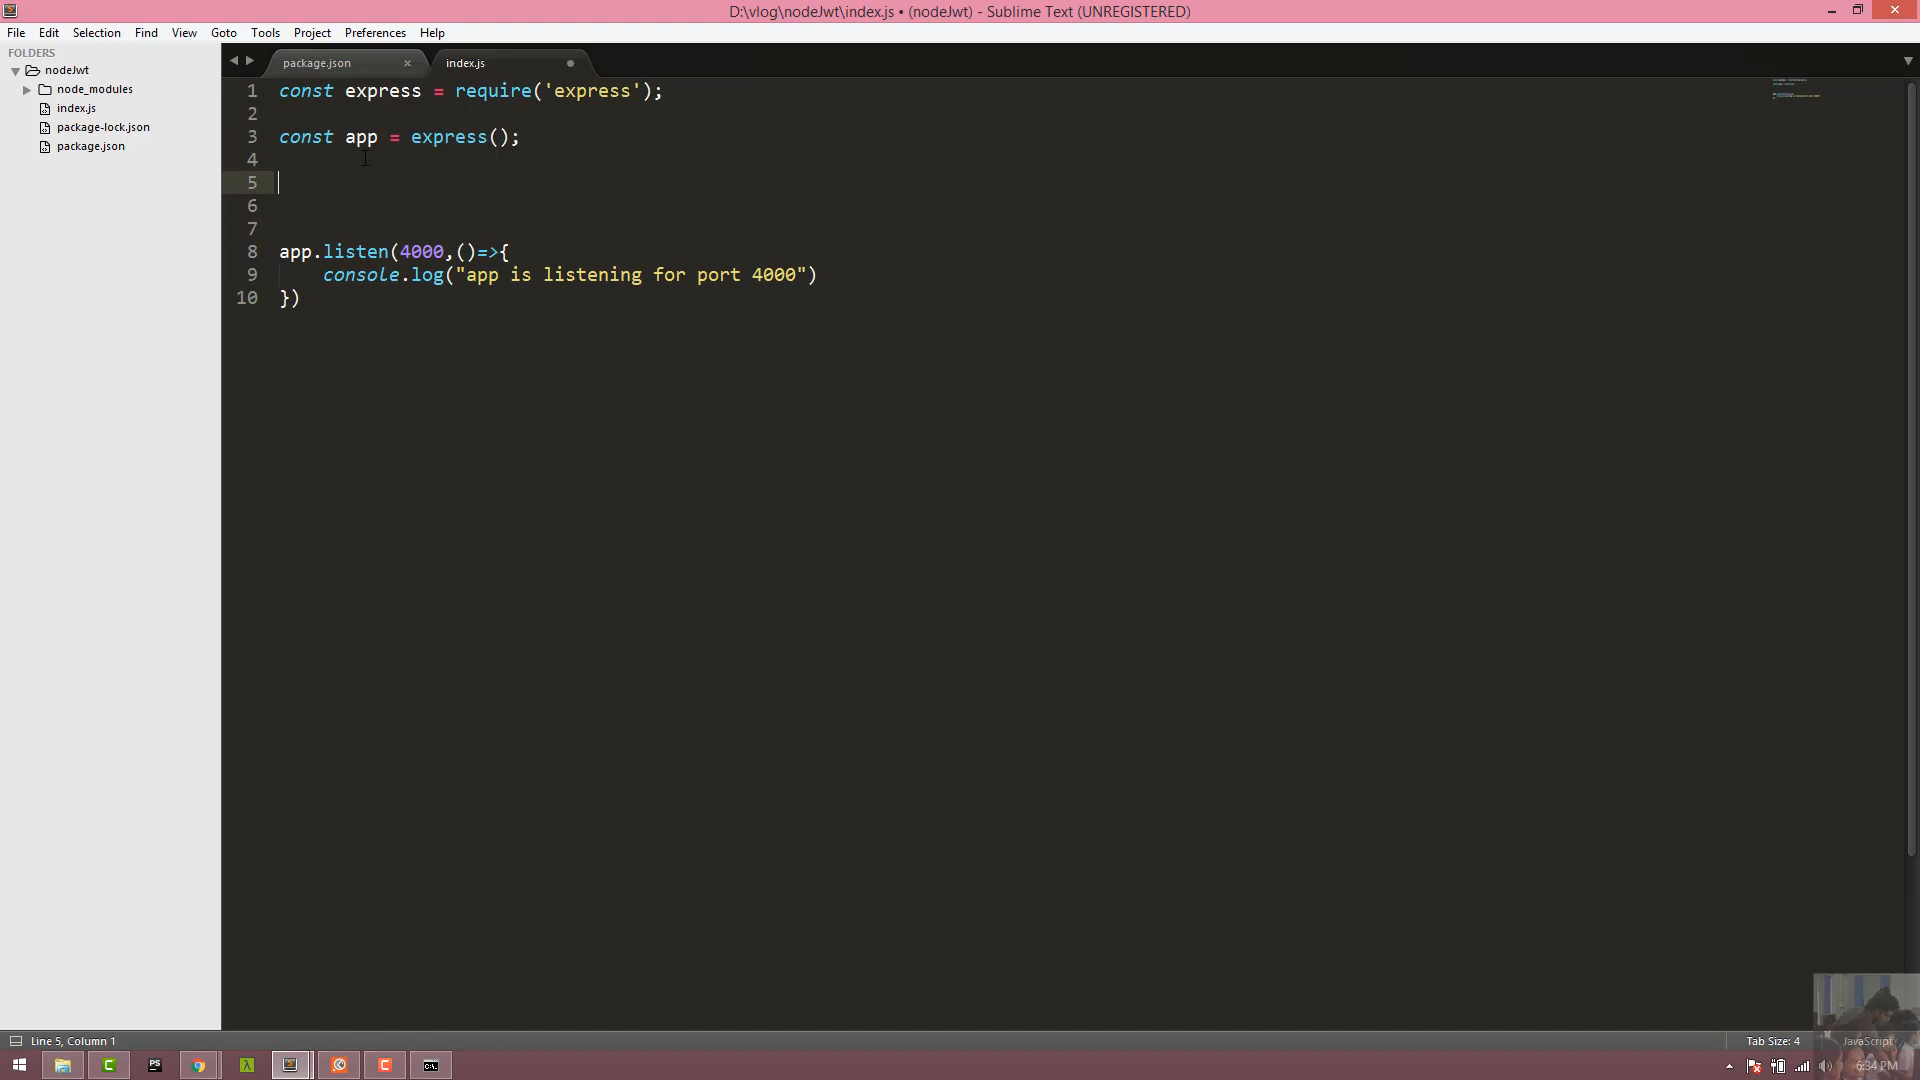 D:\vlog\nodeJwt\index.js • (nodeJwt) - Sublime Text (UNREGISTERED)
File Edit Selection Find View Goto Tools Project Preferences Help
FOLDERS
nodeJwt
node_modules
index.js
package-lock.json
package.json
package.json × index.js
1 const express = require('express');
2
3 const app = express();
4
5
6
7
8 app.listen(4000,()=>{
9 console.log("app is listening for port 4000")
10 })
Line 5, Column 1
Tab Size: 4 JavaScript
6:34 PM